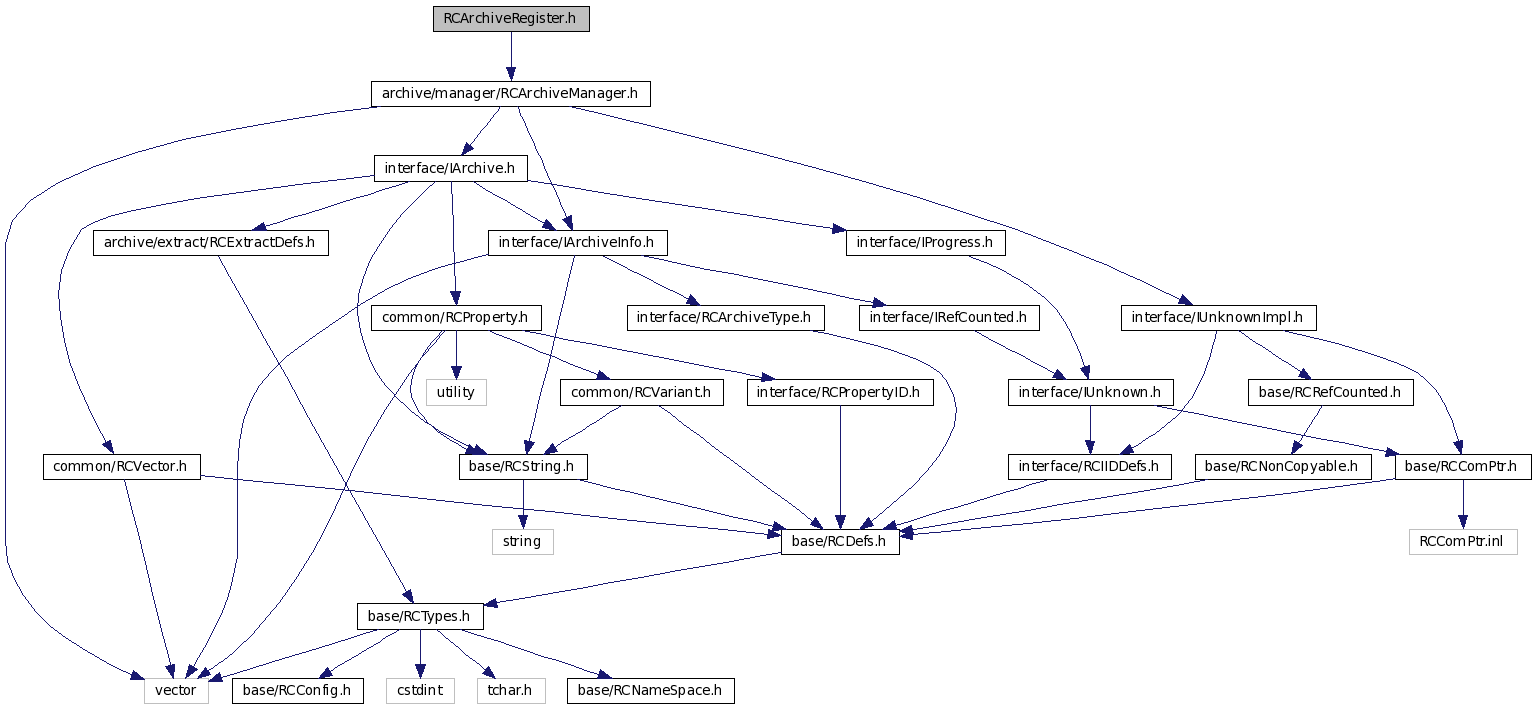 RCArchiveRegister.h
archive/manager/RCArchiveManager.h
interface/IArchive.h
archive/extract/RCExtractDefs.h
interface/IArchiveInfo.h
interface/IProgress.h
common/RCProperty.h
interface/RCArchiveType.h
interface/IRefCounted.h
interface/IUnknownImpl.h
utility
common/RCVariant.h
interface/RCPropertyID.h
interface/IUnknown.h
base/RCRefCounted.h
common/RCVector.h
base/RCString.h
interface/RCIIDDefs.h
base/RCNonCopyable.h
base/RCComPtr.h
string
base/RCDefs.h
RCComPtr.inl
base/RCTypes.h
vector
base/RCConfig.h
cstdint
tchar.h
base/RCNameSpace.h